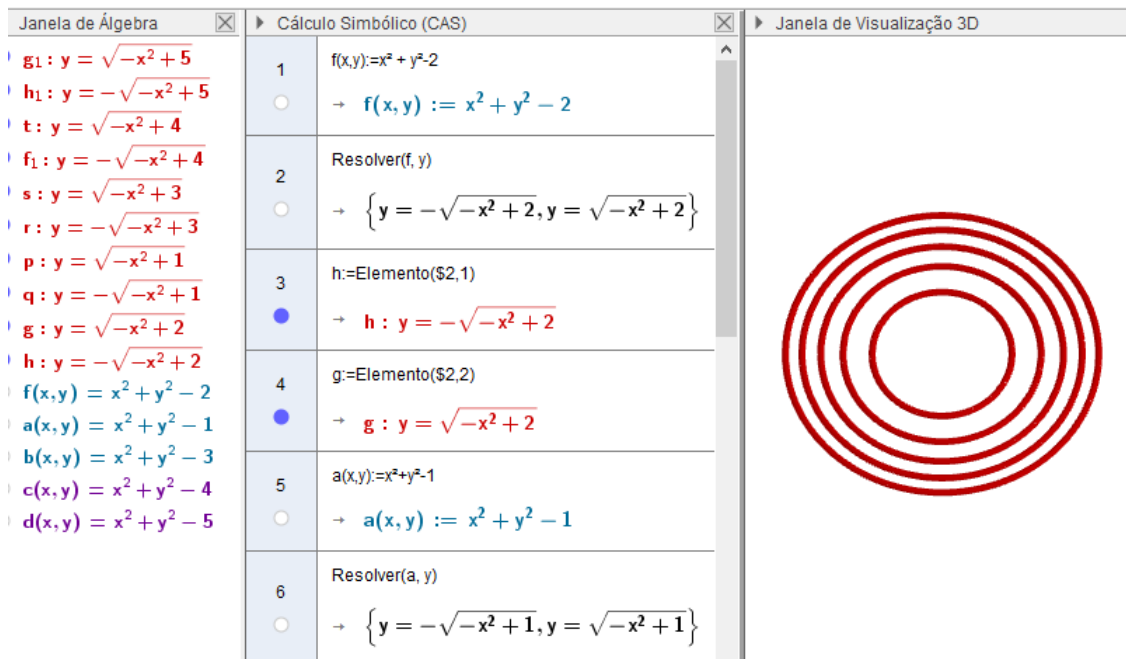 Janela de Álgebra
g₁ : y = √(−x² + 5)
h₁ : y = −√(−x² + 5)
t : y = √(−x² + 4)
f₁ : y = −√(−x² + 4)
s : y = √(−x² + 3)
r : y = −√(−x² + 3)
p : y = √(−x² + 1)
q : y = −√(−x² + 1)
g : y = √(−x² + 2)
h : y = −√(−x² + 2)
f(x, y) = x² + y² − 2
a(x, y) = x² + y² − 1
b(x, y) = x² + y² − 3
c(x, y) = x² + y² − 4
d(x, y) = x² + y² − 5
Cálculo Simbólico (CAS)
1
f(x,y):=x² + y²-2
→ f(x, y) := x² + y² − 2
2
Resolver(f, y)
→ {y = −√(−x² + 2), y = √(−x² + 2)}
3
h:=Elemento($2,1)
→ h : y = −√(−x² + 2)
4
g:=Elemento($2,2)
→ g : y = √(−x² + 2)
5
a(x,y):=x²+y²-1
→ a(x, y) := x² + y² − 1
6
Resolver(a, y)
→ {y = −√(−x² + 1), y = √(−x² + 1)}
Janela de Visualização 3D